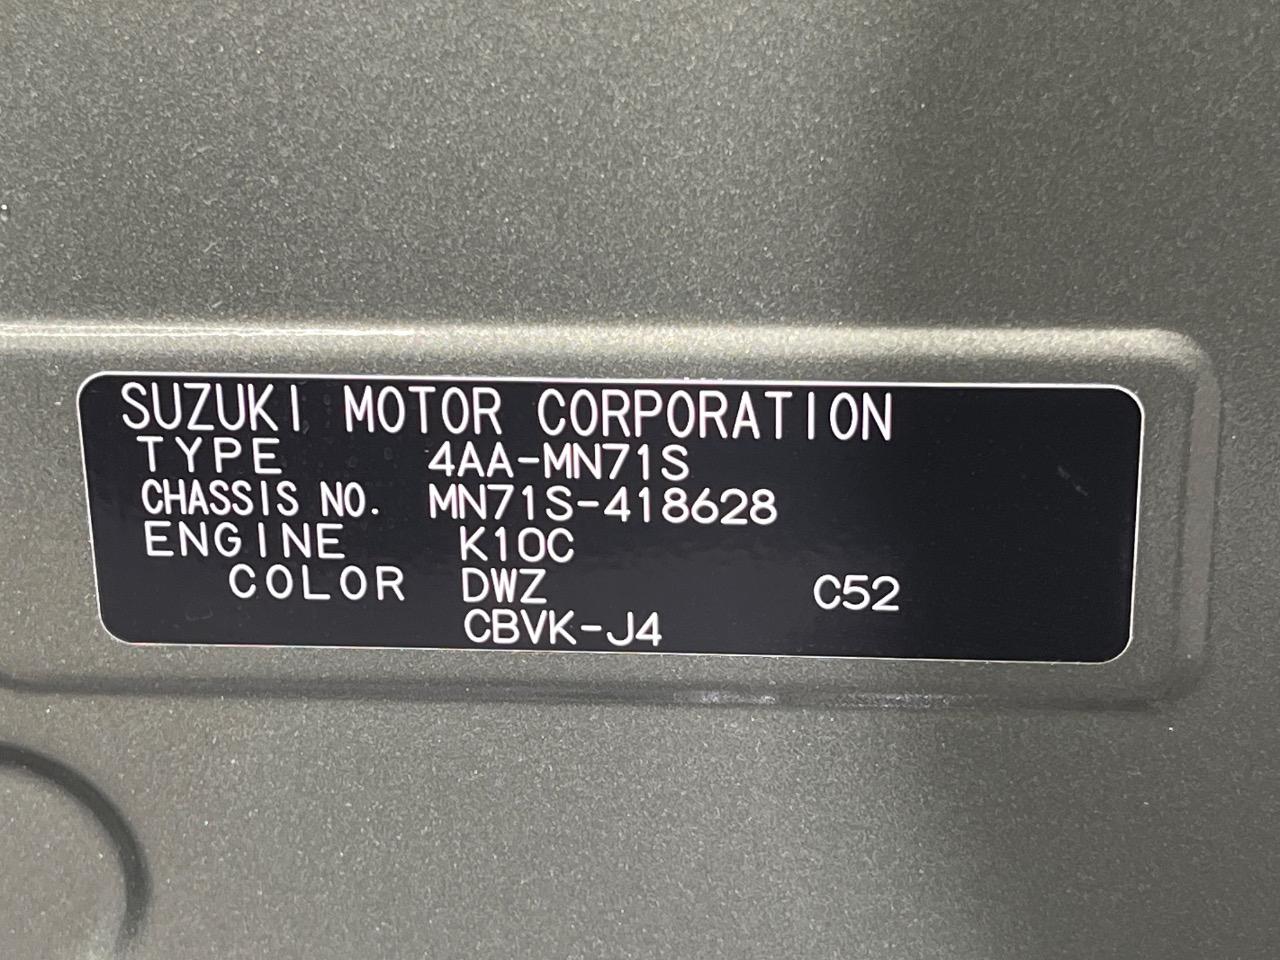 SUZUKI MOTOR CORPORATION
TYPE 4AA-MN71S
CHASSIS NO. MN71S-418628
ENGINE K10C
COLOR DWZ C52
CBVK-J4